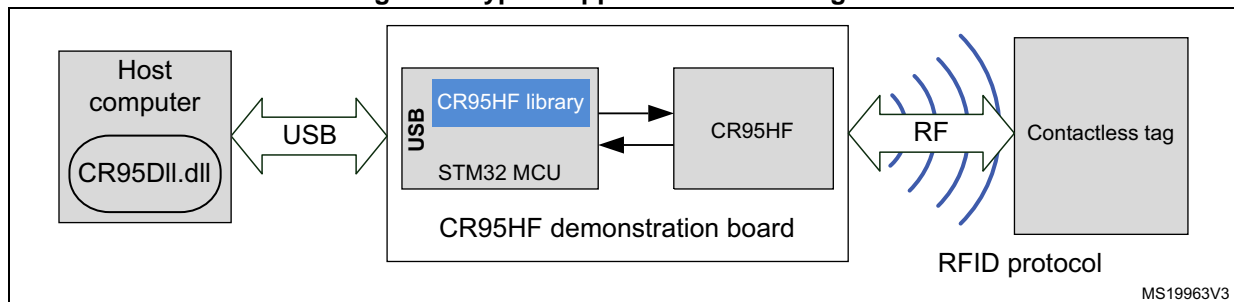 Host
computer
CR95Dll.dll
USB
USB
CR95HF library
STM32 MCU
CR95HF
CR95HF demonstration board
RF
Contactless tag
RFID protocol
MS19963V3